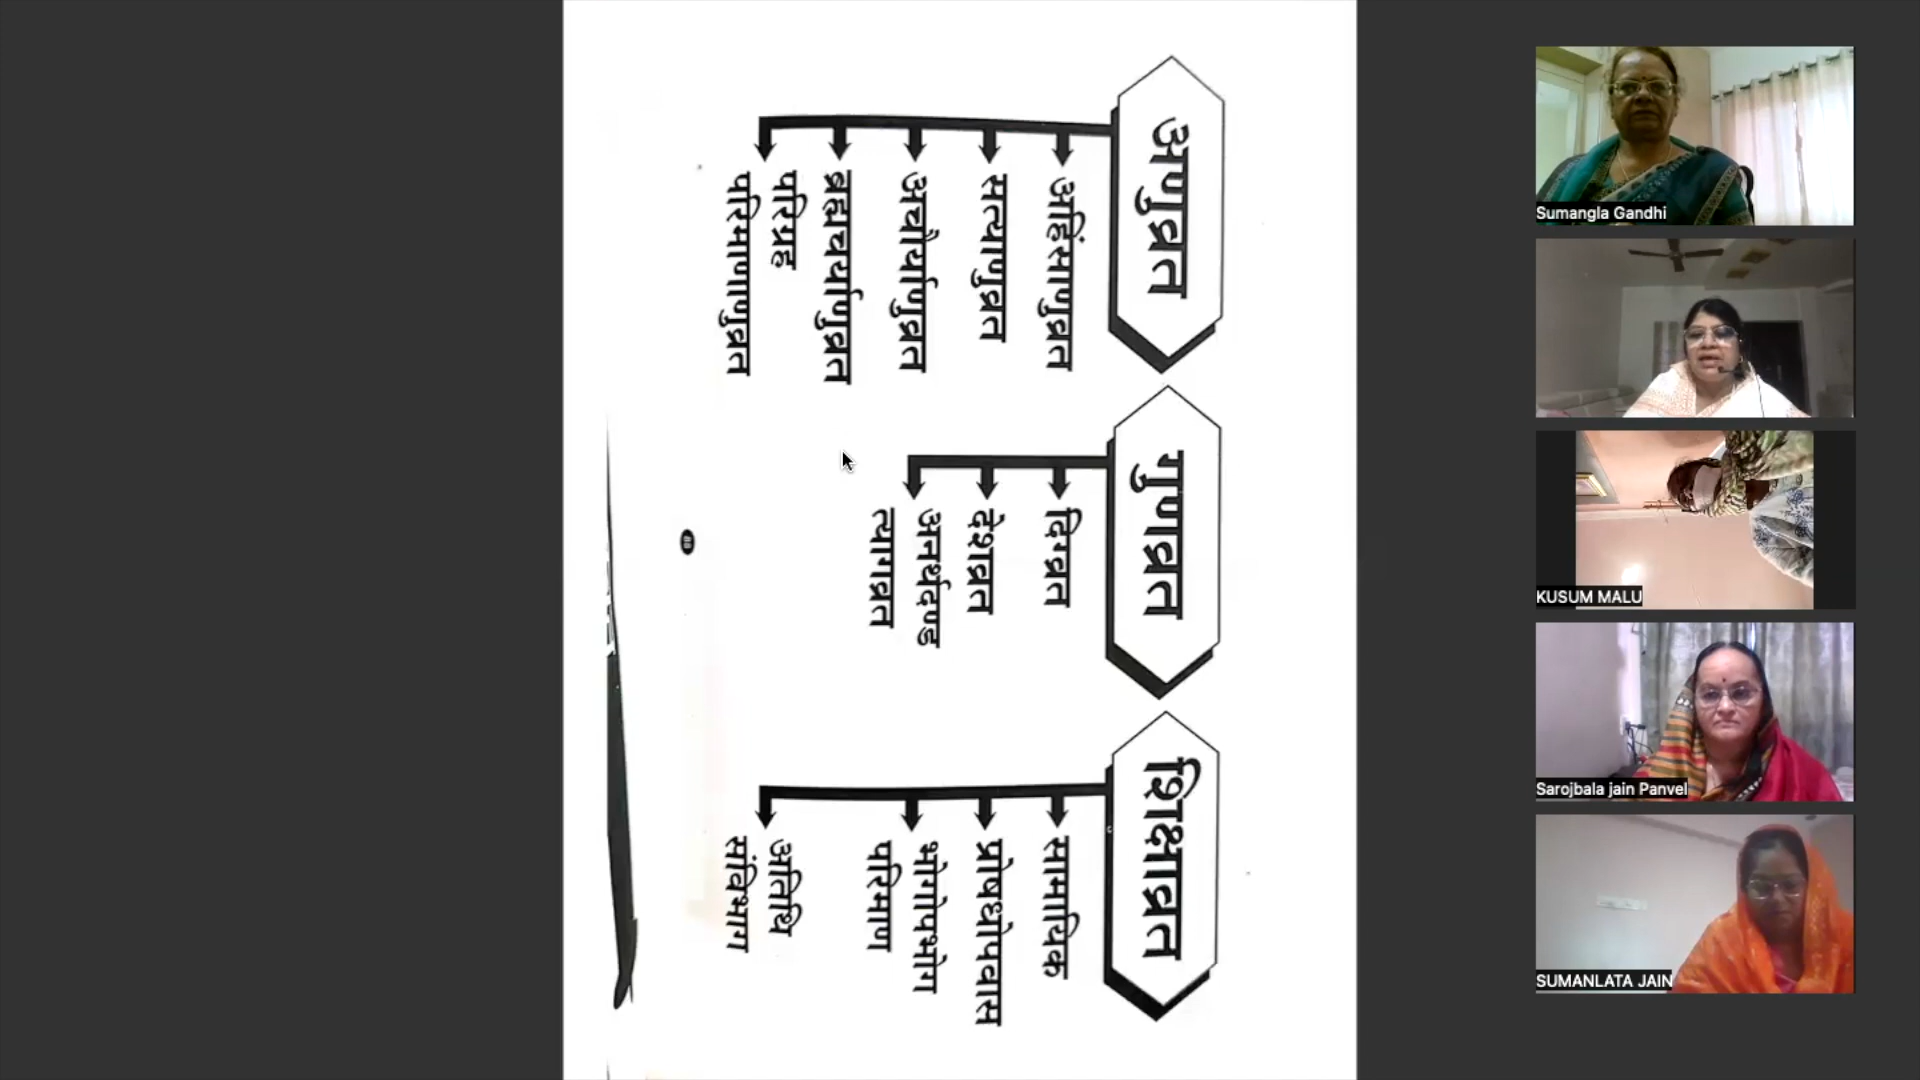 अणुव्रत
अहिंसाणुव्रत
सत्याणुव्रत
अचौर्याणुव्रत
ब्रह्मचर्याणुव्रत
परिग्रह
परिमाणाणुव्रत
गुणव्रत
दिग्व्रत
देशव्रत
अनर्थदण्ड
त्यागव्रत
शिक्षाव्रत
सामायिक
प्रोषधोपवास
भोगोपभोग
परिमाण
अतिथि
संविभाग
Sumangla Gandhi
KUSUM MALU
Sarojbala jain Panvel
SUMANLATA JAIN